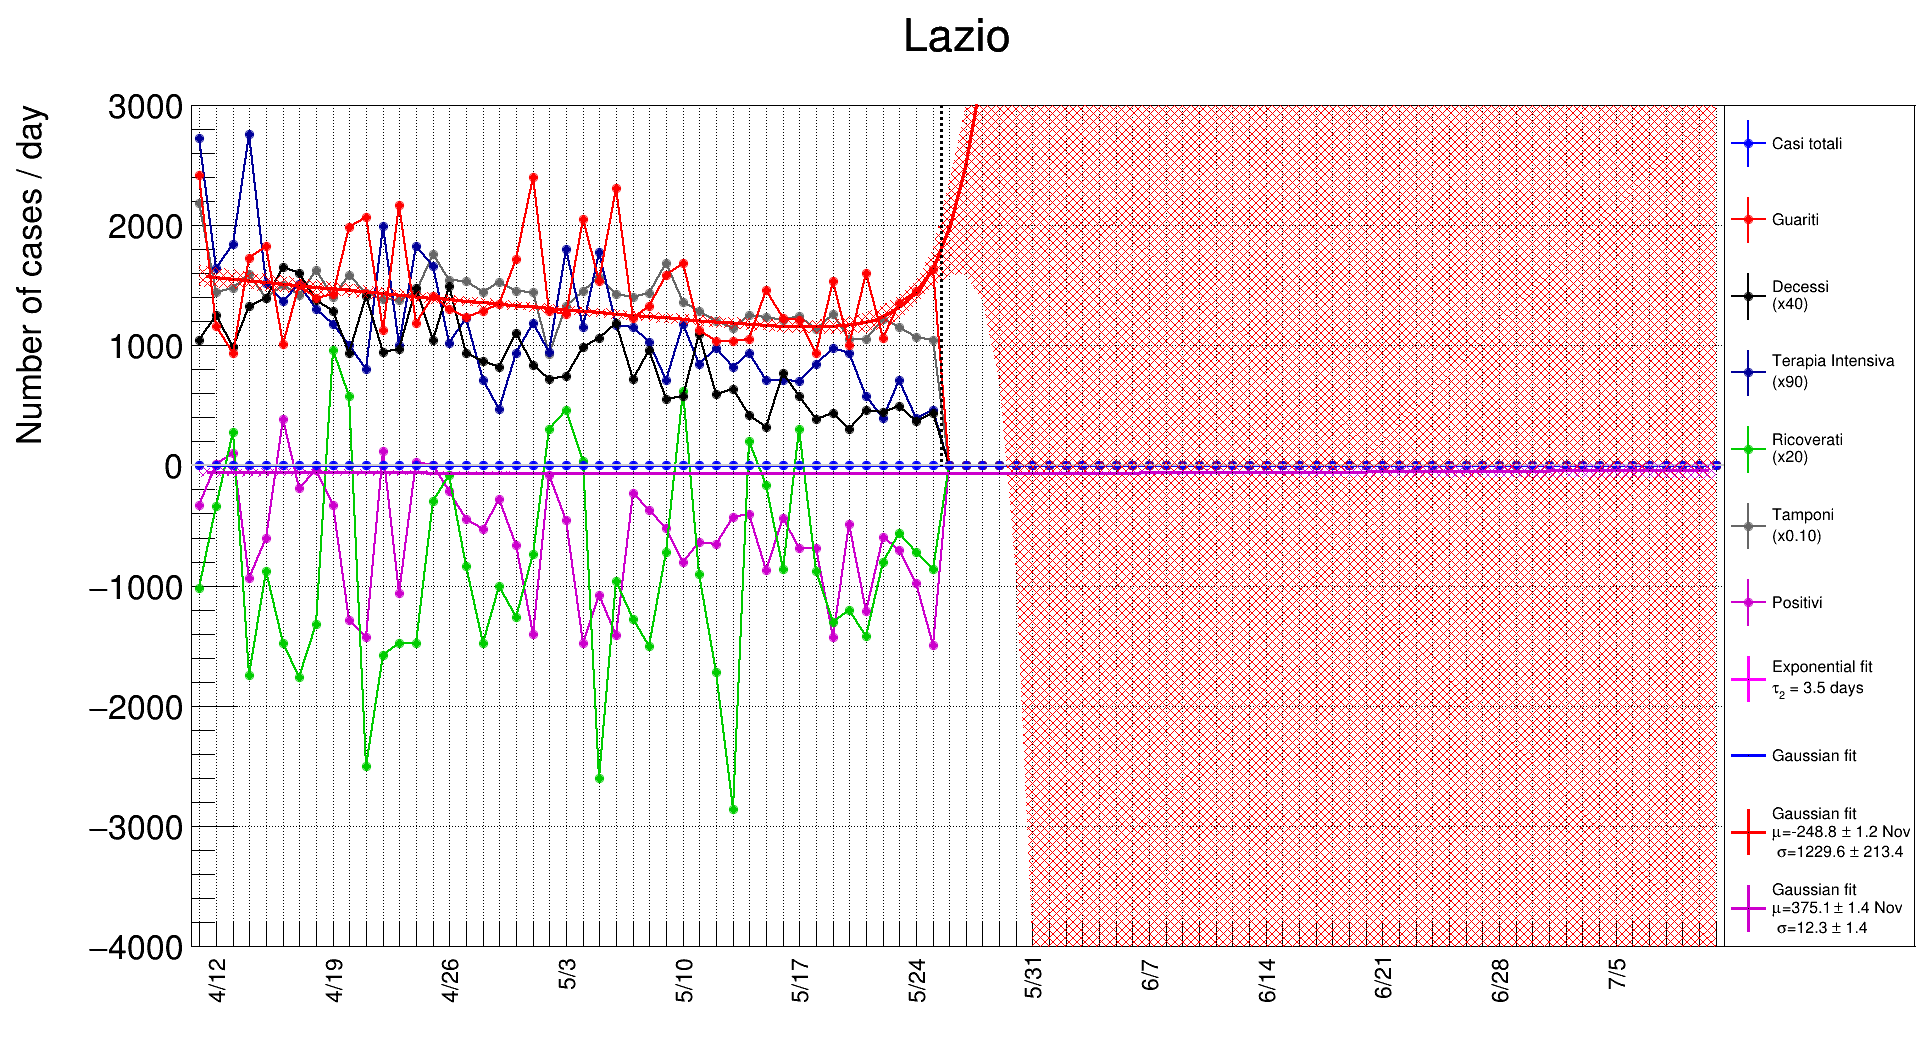 Lazio
Number of cases / day
3000
2000
1000
0
−1000
−2000
−3000
−4000
4/12
4/19
4/26
5/3
5/10
5/17
5/24
5/31
6/7
6/14
6/21
6/28
7/5
Casi totali
Guariti
Decessi
(x40)
Terapia Intensiva
(x90)
Ricoverati
(x20)
Tamponi
(x0.10)
Positivi
Exponential fit
τ2 = 3.5 days
Gaussian fit
Gaussian fit
μ=-248.8 ± 1.2 Nov
σ=1229.6 ± 213.4
Gaussian fit
μ=375.1 ± 1.4 Nov
σ=12.3 ± 1.4